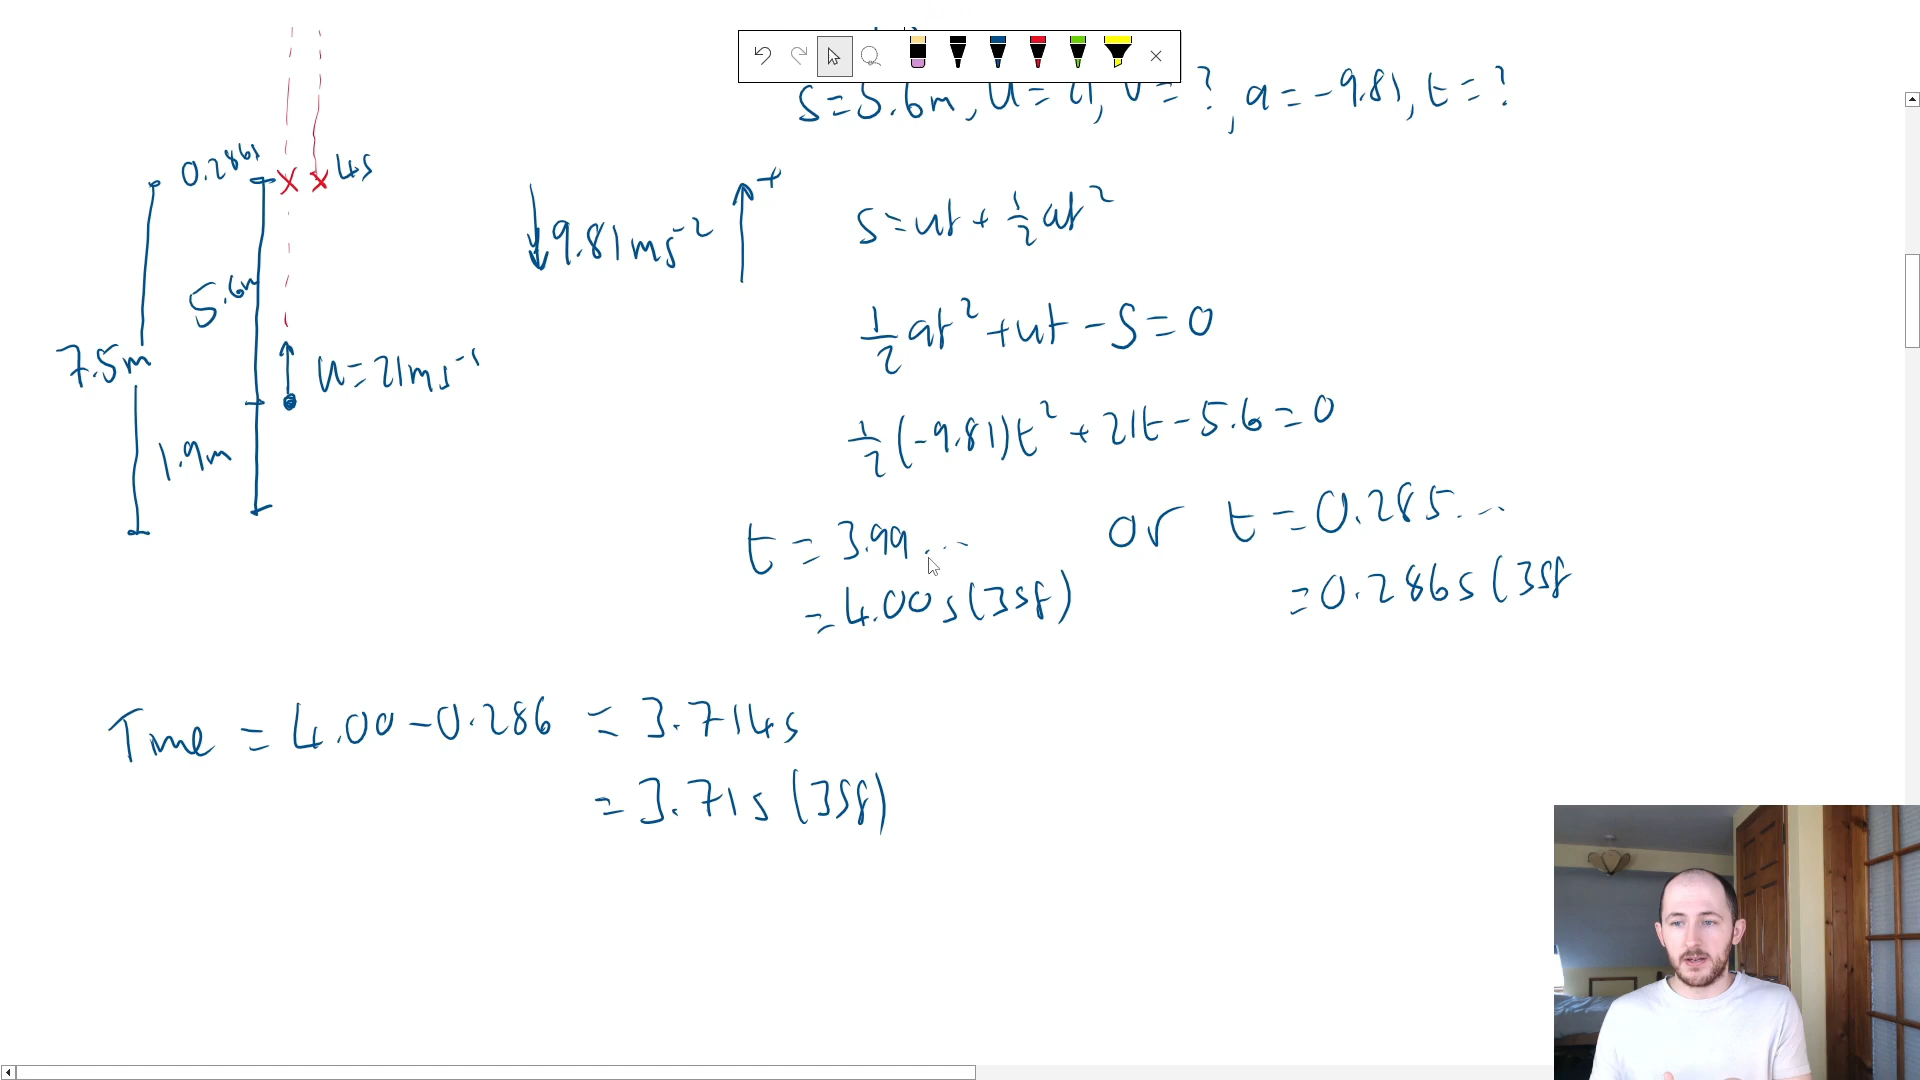 S=5.6m, u=21, v=?, a=-9.81, t=?
0.286s
4s
9.81ms⁻²
+
S=ut+½at²
5.6m
½at²+ut-S=0
7.5m
u=21ms⁻¹
½(-9.81)t²+21t-5.6=0
1.9m
t=3.99... or t=0.285...
=4.00s(3sf) =0.286s(3sf
Time = 4.00-0.286 = 3.714s
=3.71s(3sf)